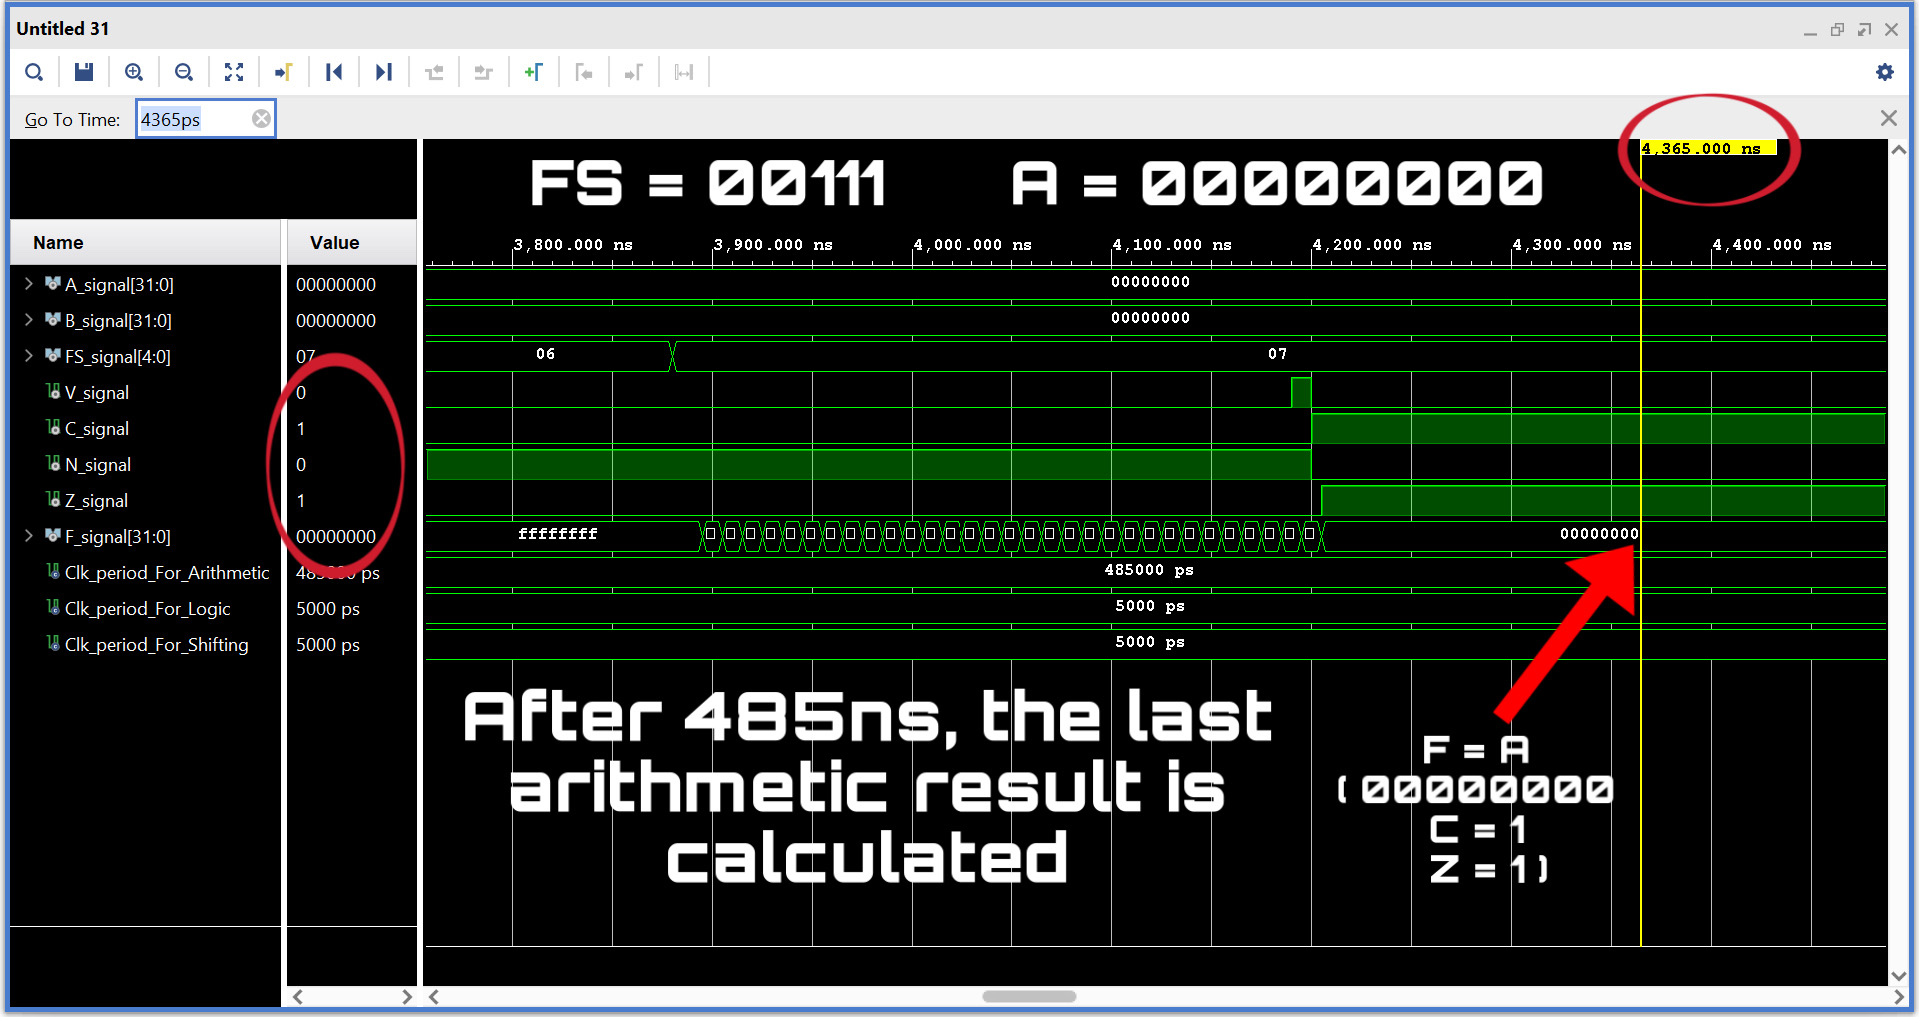 Untitled 31
Go To Time: 4365ps
4,365.000 ns
FS = 00111 A = 00000000
Name Value
3,800.000 ns 3,900.000 ns 4,000.000 ns 4,100.000 ns 4,200.000 ns 4,300.000 ns 4,400.000 ns
A_signal[31:0] 00000000 00000000
B_signal[31:0] 00000000 00000000
FS_signal[4:0] 07 06 07
V_signal 0
C_signal 1
N_signal 0
Z_signal 1
F_signal[31:0] 00000000 ffffffff 00000000
Clk_period_For_Arithmetic 485000 ps 485000 ps
Clk_period_For_Logic 5000 ps 5000 ps
Clk_period_For_Shifting 5000 ps 5000 ps
After 485ns, the last
arithmetic result is
calculated
F = A
(00000000
C = 1
Z = 1)